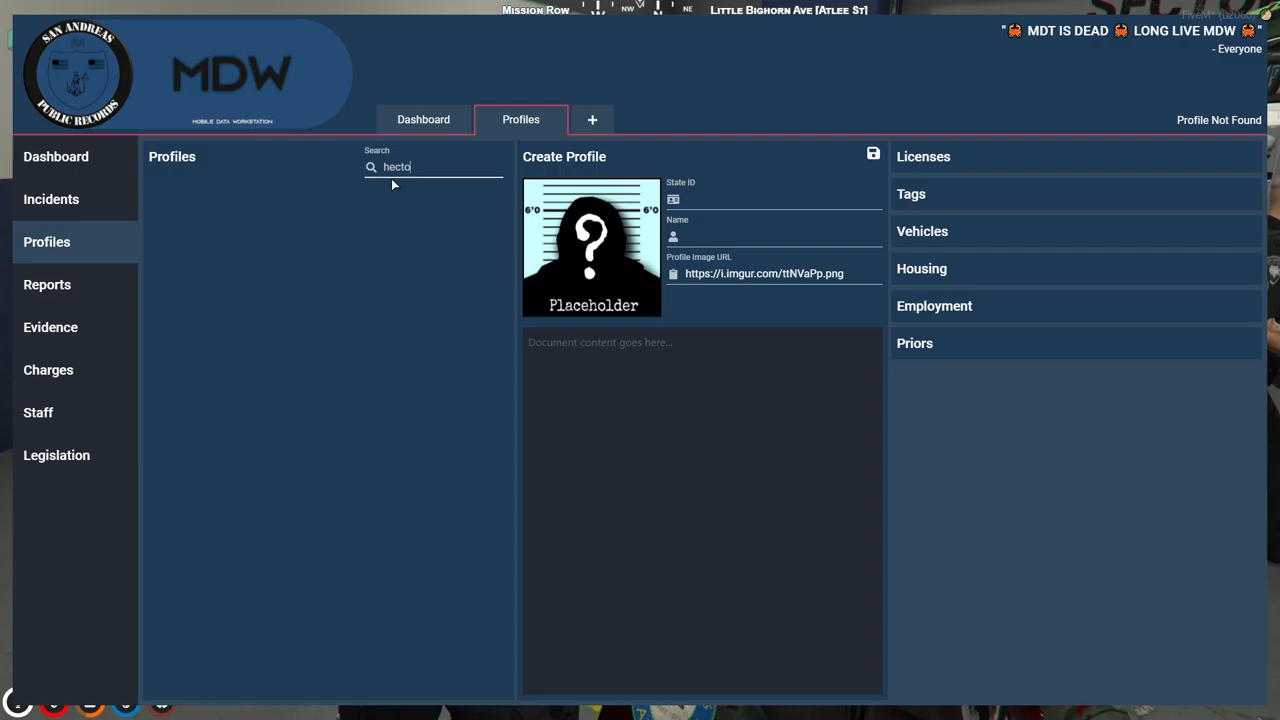 Mission Row
NW
N
NE
Little Bighorn Ave [Atlee St]
FiveM*
SAN ANDREAS
PUBLIC RECORDS
MDW
MOBILE DATA WORKSTATION
" MDT IS DEAD LONG LIVE MDW "
- Everyone
Dashboard
Profiles
+
Profile Not Found
Dashboard
Incidents
Profiles
Reports
Evidence
Charges
Staff
Legislation
Profiles
Search
hecto
Create Profile
6'0 6'0
?
Placeholder
State ID
Name
Profile Image URL
https://i.imgur.com/ttNVaPp.png
Document content goes here...
Licenses
Tags
Vehicles
Housing
Employment
Priors